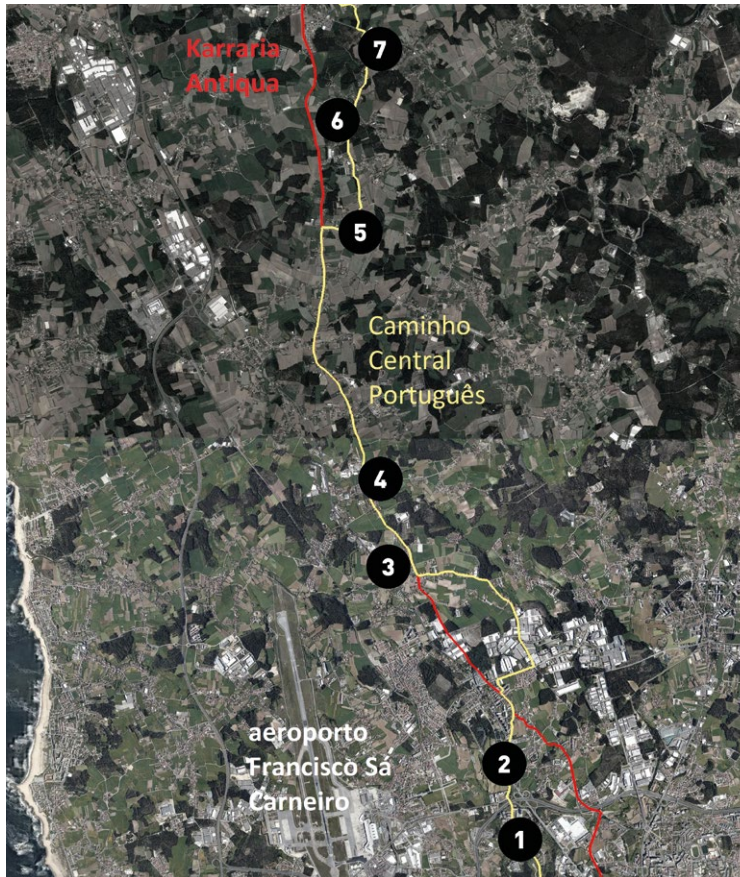 Karraria
Antiqua
7
6
5
Caminho
Central
Português
4
3
aeroporto
Francisco Sá
Carneiro
2
1